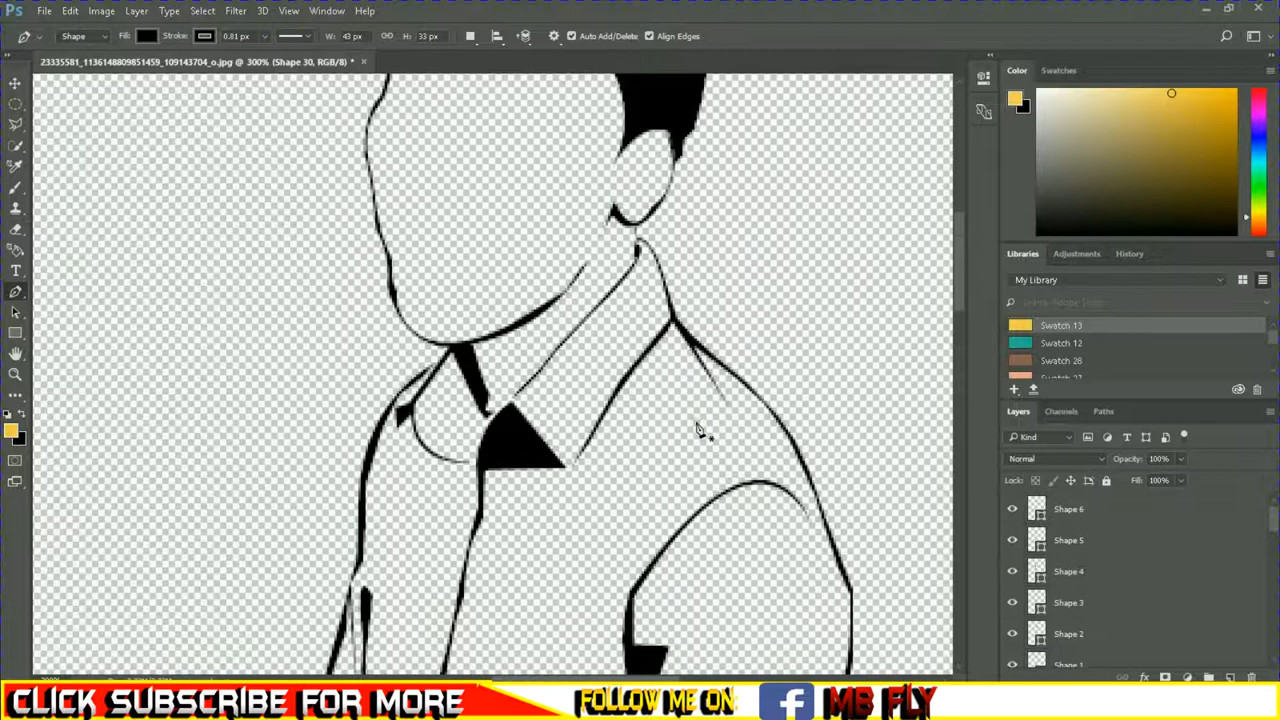 Ps File Edit Image Layer Type Select Filter 3D View Window Help
Shape Fill: Stroke: 0.81 px W: 43 px H: 33 px Auto Add/Delete Align Edges
23335581_1136148809851459_109143704_o.jpg @ 300% (Shape 30, RGB/8) *
Color Swatches
Libraries Adjustments History
My Library
Swatch 13
Swatch 12
Swatch 28
Layers Channels Paths
Kind
Normal Opacity: 100%
Lock: Fill: 100%
Shape 6
Shape 5
Shape 4
Shape 3
Shape 2
Shape 1
CLICK SUBSCRIBE FOR MORE FOLLOW ME ON f MB FLY